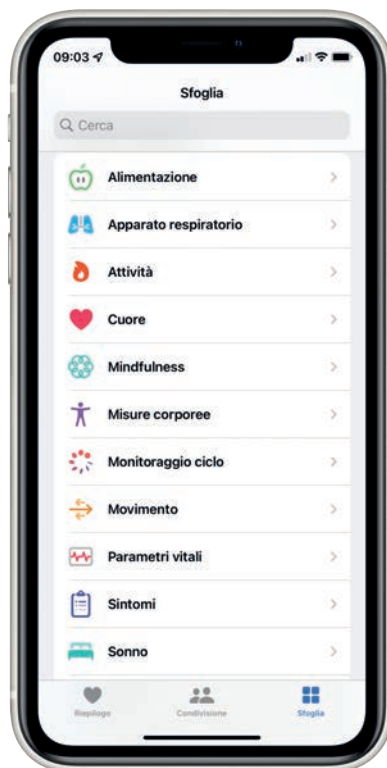 09:03
Sfoglia
Cerca
Alimentazione
Apparato respiratorio
Attività
Cuore
Mindfulness
Misure corporee
Monitoraggio ciclo
Movimento
Parametri vitali
Sintomi
Sonno
Riepilogo Condivisione Sfoglia